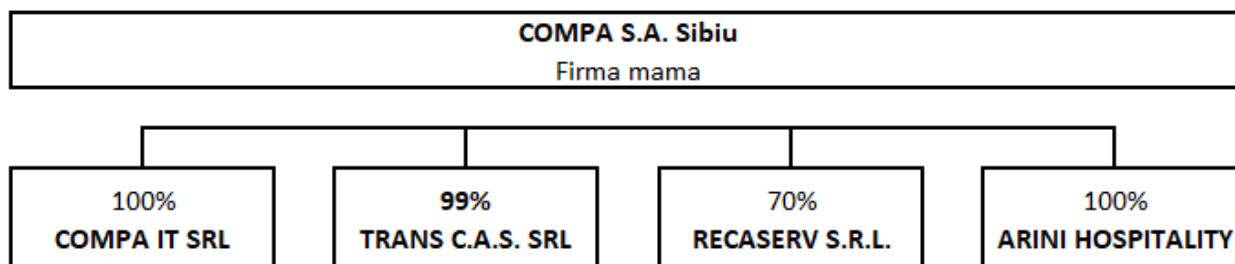 COMPA S.A. Sibiu
Firma mama
100%
COMPA IT SRL
99%
TRANS C.A.S. SRL
70%
RECASERV S.R.L.
100%
ARINI HOSPITALITY